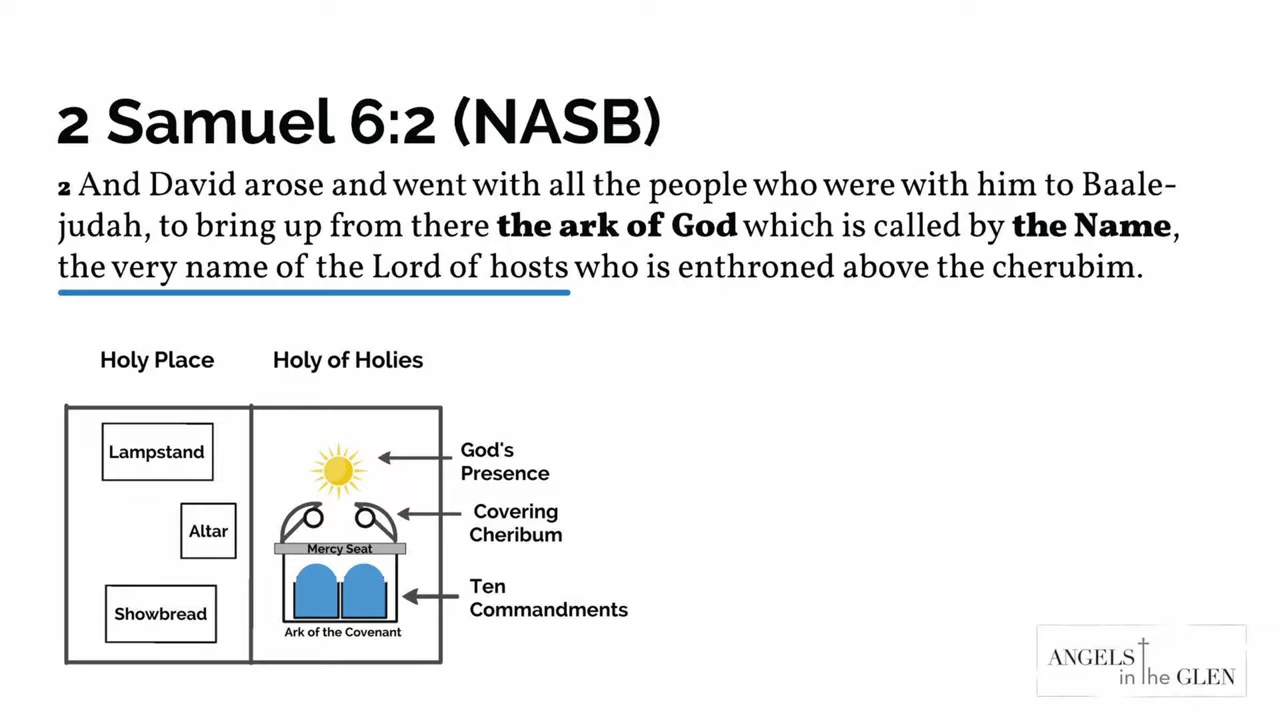 2 Samuel 6:2 (NASB)
2 And David arose and went with all the people who were with him to Baale-
judah, to bring up from there the ark of God which is called by the Name,
the very name of the Lord of hosts who is enthroned above the cherubim.
Holy Place
Holy of Holies
Lampstand
Altar
Showbread
God's
Presence
Covering
Cheribum
Mercy Seat
Ten
Commandments
Ark of the Covenant
ANGELS
in the GLEN